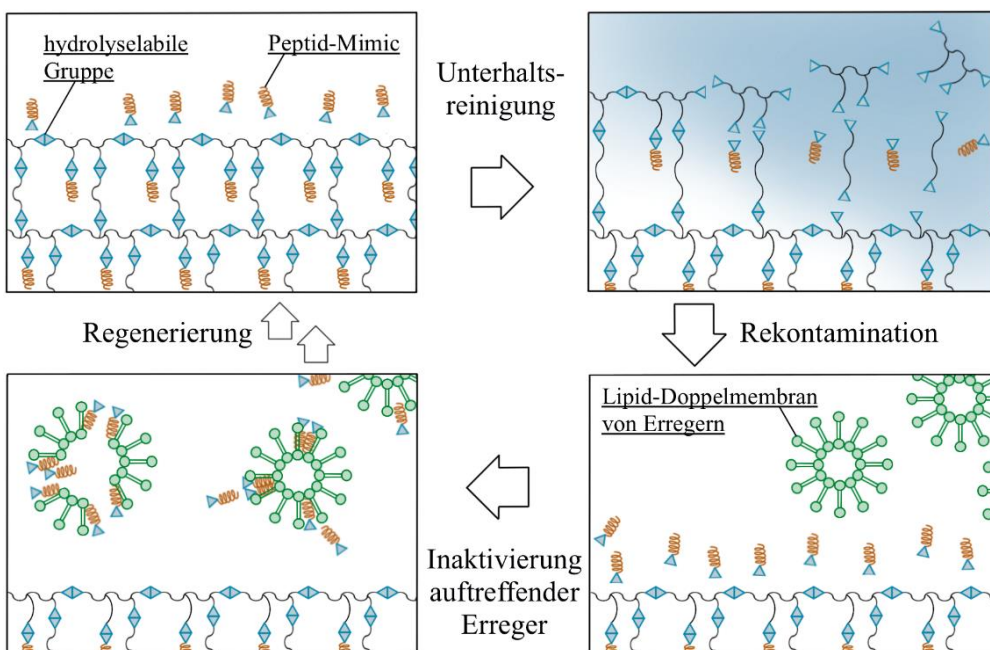 hydrolyselabile
Gruppe
Peptid-Mimic
Unterhalts-
reinigung
Regenerierung
Rekontamination
Lipid-Doppelmembran
von Erregern
Inaktivierung
auftreffender
Erreger